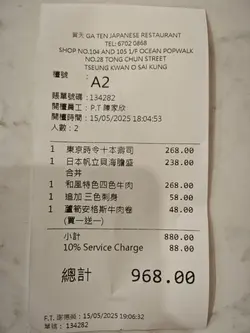 賀天 GA TEN JAPANESE RESTAURANT
TEL: 6702 0868
SHOP NO.104 AND 105 1/F OCEAN POPWALK
NO.28 TONG CHUN STREET
TSEUNG KWAN O SAI KUNG
檯號:
A2
賬單號碼: 134282
開檯員工: P.T 陳家欣
開檯時間: 15/05/2025 18:04:53
人數: 2
1 東京時令十本壽司 268.00
1 日本帆立貝海膽盛合丼 238.00
1 和風特色四色牛肉 268.00
1 追加 三色刺身 58.00
1 蘆筍安格斯牛肉卷 48.00
(買一送一)
小計 880.00
10% Service Charge 88.00
總計 968.00
15/05/2025 19:06:32
單號: 134282